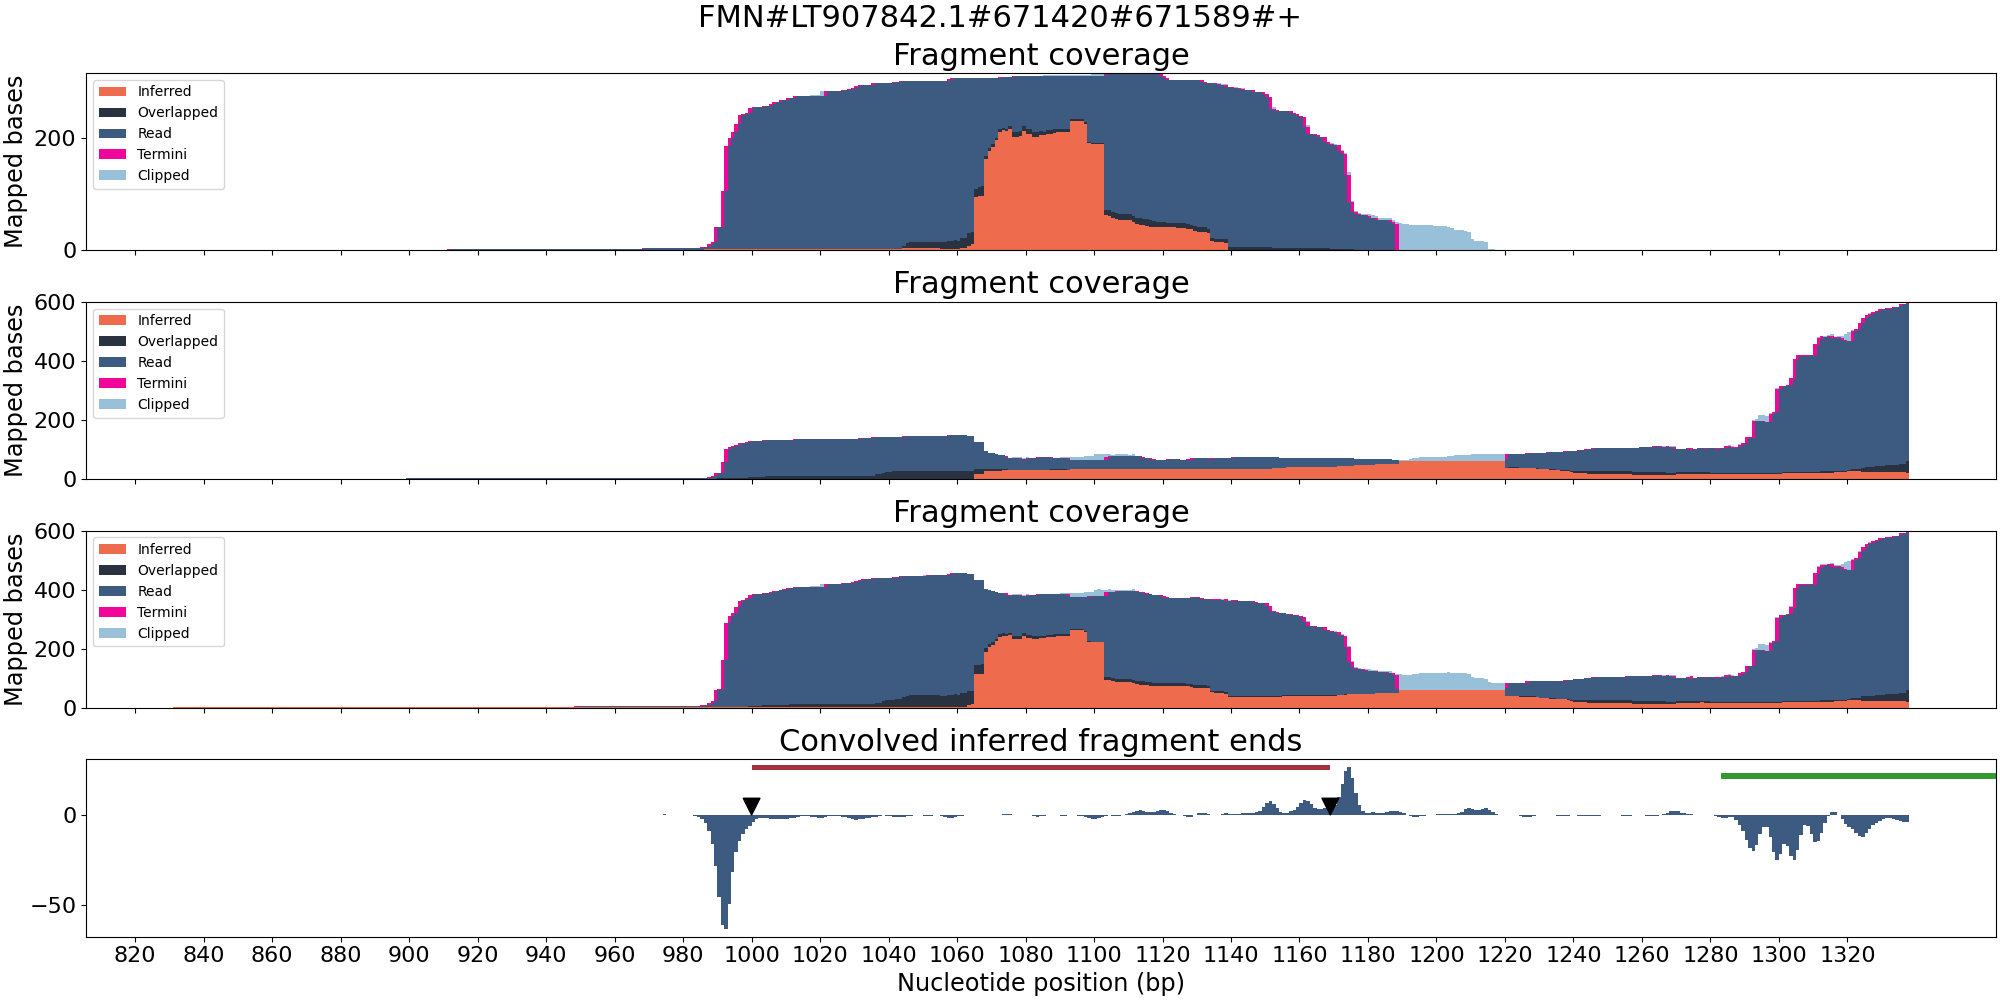 FMN#LT907842.1#671420#671589#+
Fragment coverage
Mapped bases
200
0
Inferred
Overlapped
Read
Termini
Clipped
Fragment coverage
Mapped bases
600
400
200
0
Inferred
Overlapped
Read
Termini
Clipped
Fragment coverage
Mapped bases
600
400
200
0
Inferred
Overlapped
Read
Termini
Clipped
Convolved inferred fragment ends
0
−50
820 840 860 880 900 920 940 960 980 1000 1020 1040 1060 1080 1100 1120 1140 1160 1180 1200 1220 1240 1260 1280 1300 1320
Nucleotide position (bp)